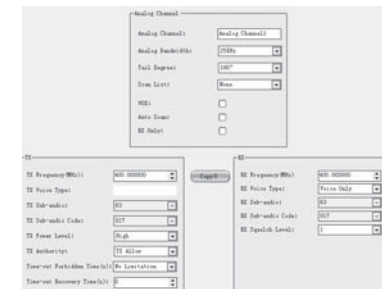 Analog Channel
Analog Channel: Analog Channel
Analog Bandwidth: 25KHz
Tail Degree: 180°
Scan List: None
VOX:
Auto Scan:
RX Only:
TX
TX Frequency(MHz): 400.000000
TX Voice Type:
TX Sub-audio:
TX Sub-audio Code: 017
TX Power Level: High
TX Authority: TX Allow
Time-out Forbidden Time(s): No Limitation
Time-out Recovery Time(s): 0
Copy
RX
RX Frequency(MHz): 400.000000
RX Voice Type: Voice Only
RX Sub-audio:
RX Sub-audio Code: 017
RX Squelch Level: 1